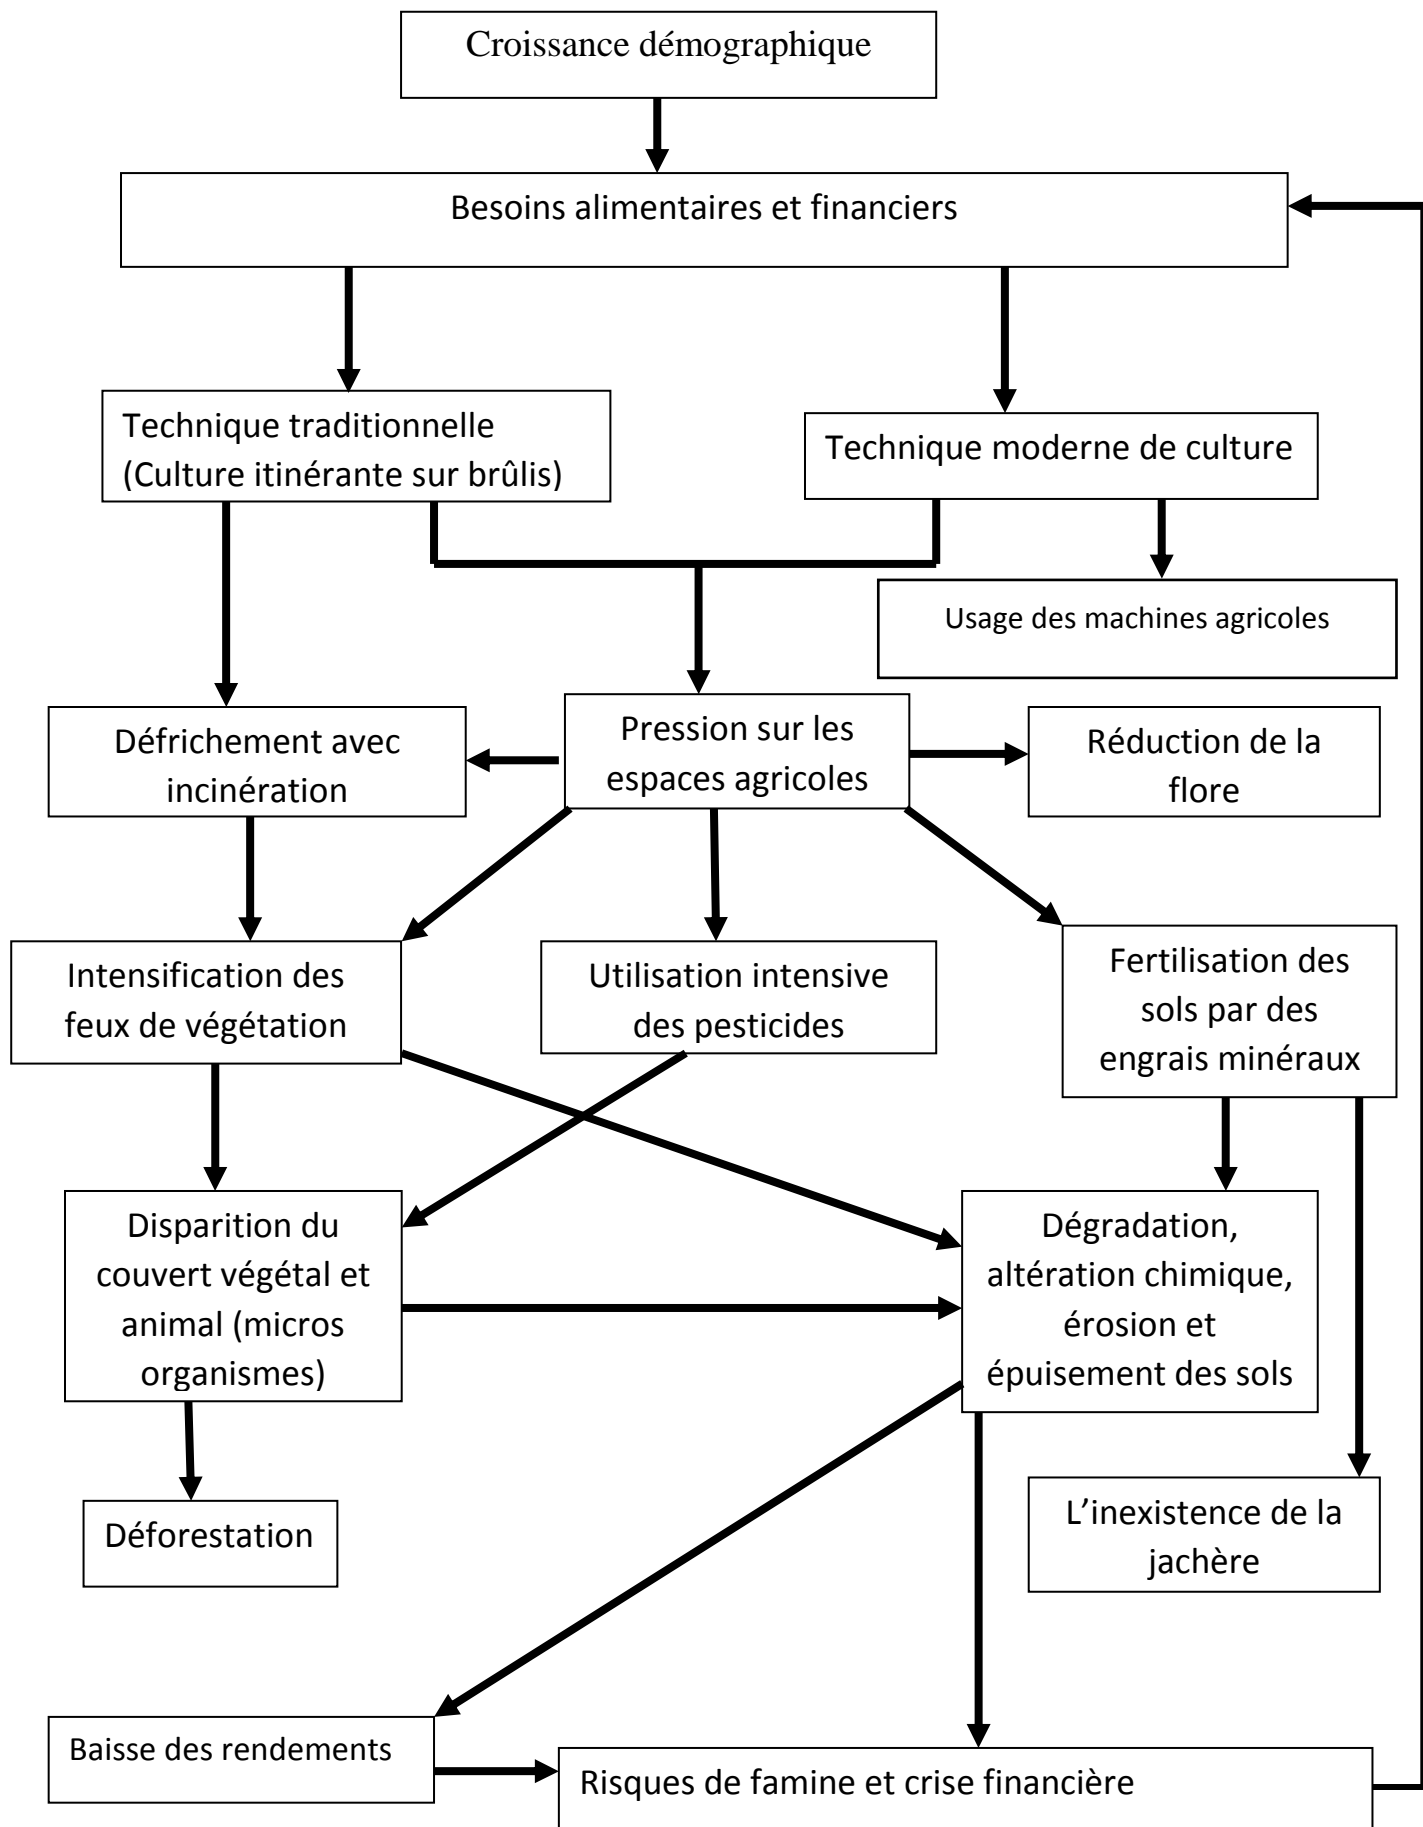 Croissance démographique
Besoins alimentaires et financiers
Technique traditionnelle
(Culture itinérante sur brûlis)
Technique moderne de culture
Usage des machines agricoles
Défrichement avec
incinération
Pression sur les
espaces agricoles
Réduction de la
flore
Intensification des
feux de végétation
Utilisation intensive
des pesticides
Fertilisation des
sols par des
engrais minéraux
Disparition du
couvert végétal et
animal (micros
organismes)
Dégradation,
altération chimique,
érosion et
épuisement des sols
Déforestation
L’inexistence de la
jachère
Baisse des rendements
Risques de famine et crise financière